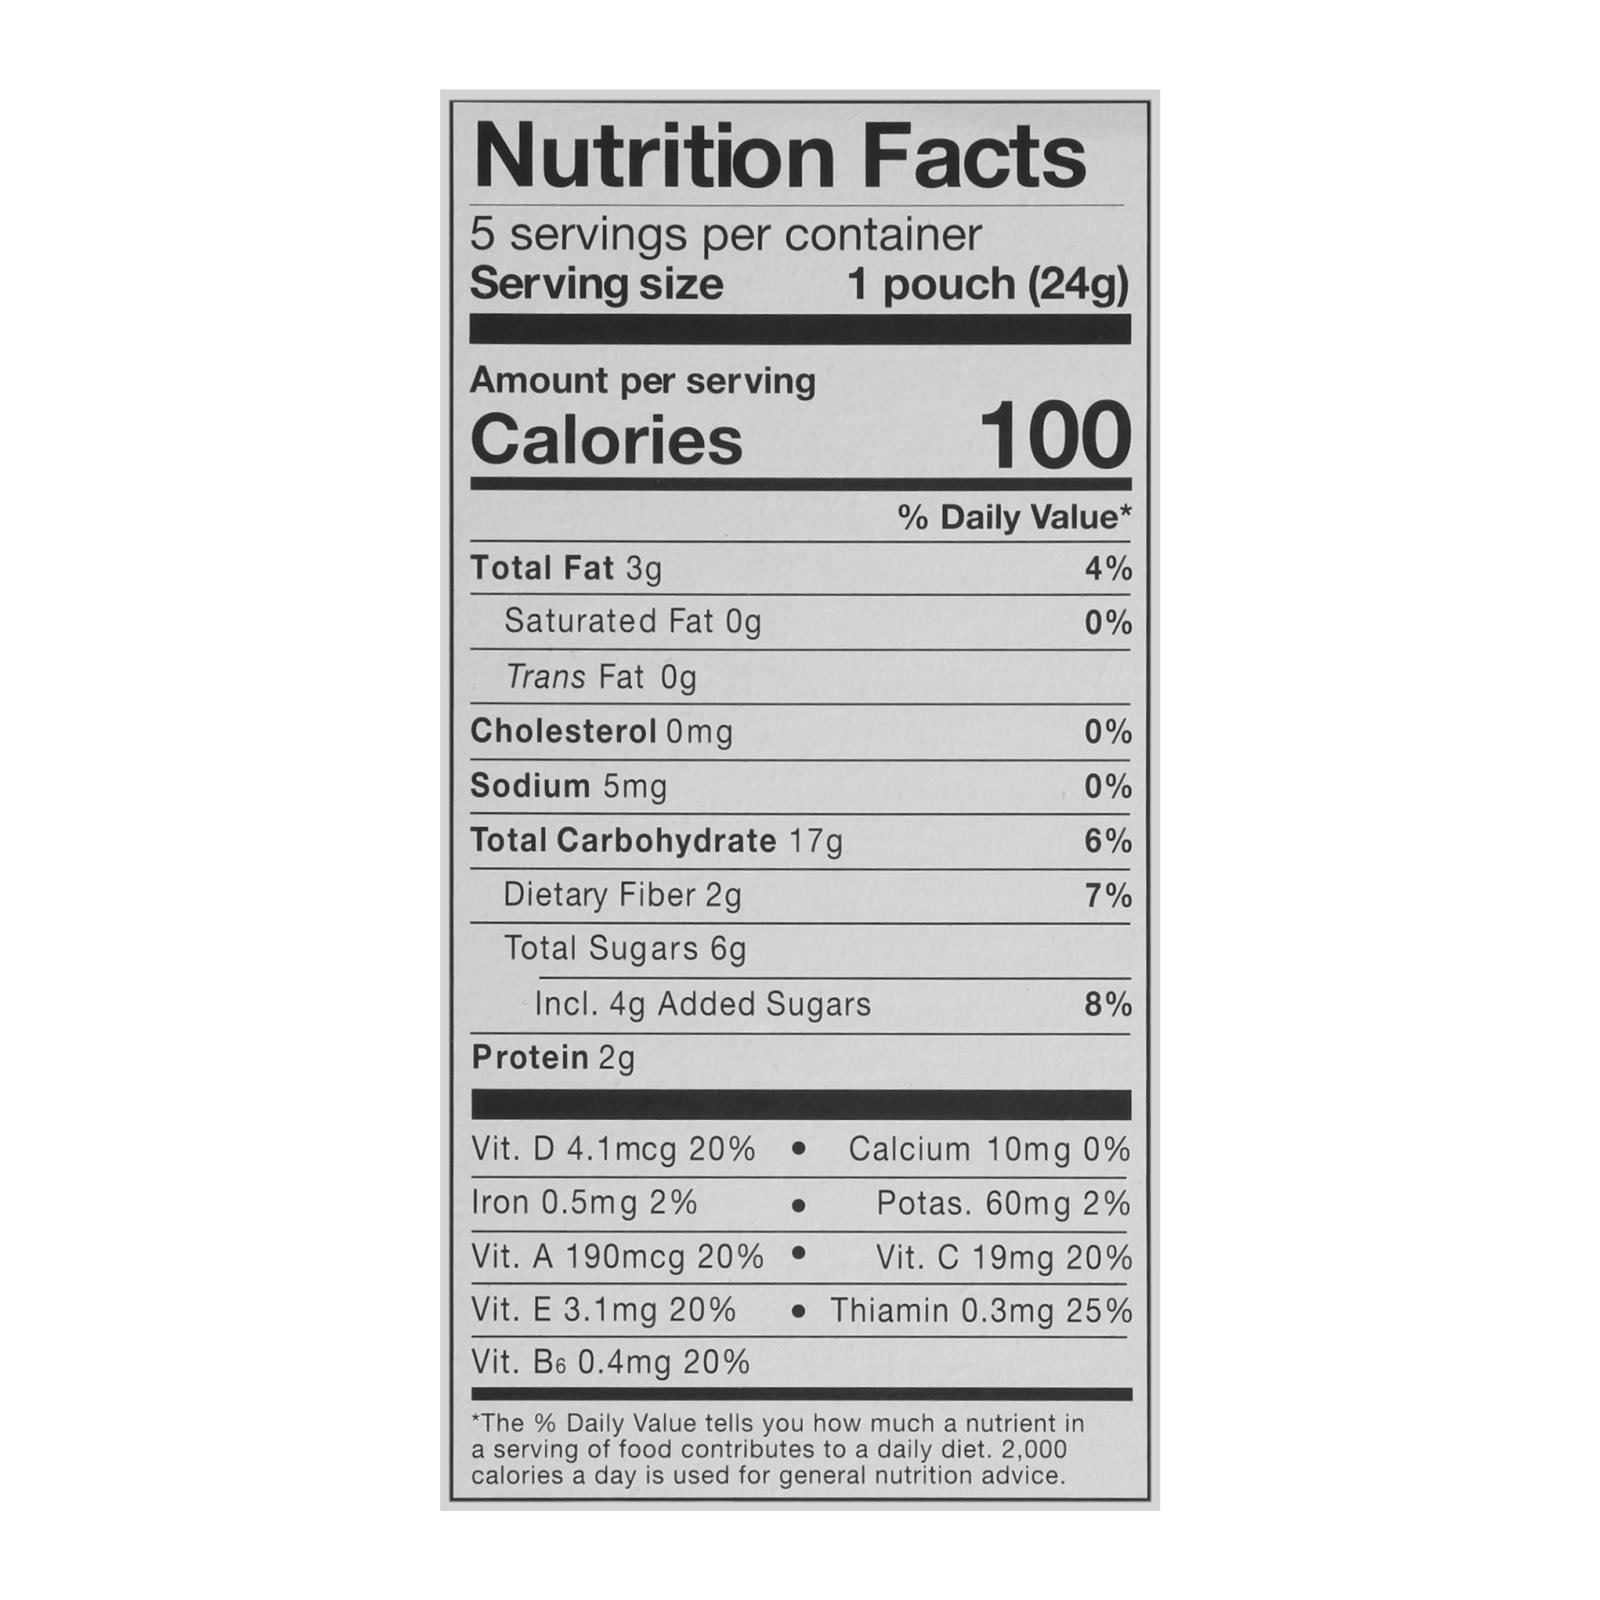 Nutrition Facts
5 servings per container
Serving size 1 pouch (24g)
Amount per serving
Calories 100
% Daily Value*
Total Fat 3g 4%
Saturated Fat 0g 0%
Trans Fat 0g
Cholesterol 0mg 0%
Sodium 5mg 0%
Total Carbohydrate 17g 6%
Dietary Fiber 2g 7%
Total Sugars 6g
Incl. 4g Added Sugars 8%
Protein 2g
Vit. D 4.1mcg 20% • Calcium 10mg 0%
Iron 0.5mg 2% • Potas. 60mg 2%
Vit. A 190mcg 20% • Vit. C 19mg 20%
Vit. E 3.1mg 20% • Thiamin 0.3mg 25%
Vit. B6 0.4mg 20%
*The % Daily Value tells you how much a nutrient in
a serving of food contributes to a daily diet. 2,000
calories a day is used for general nutrition advice.